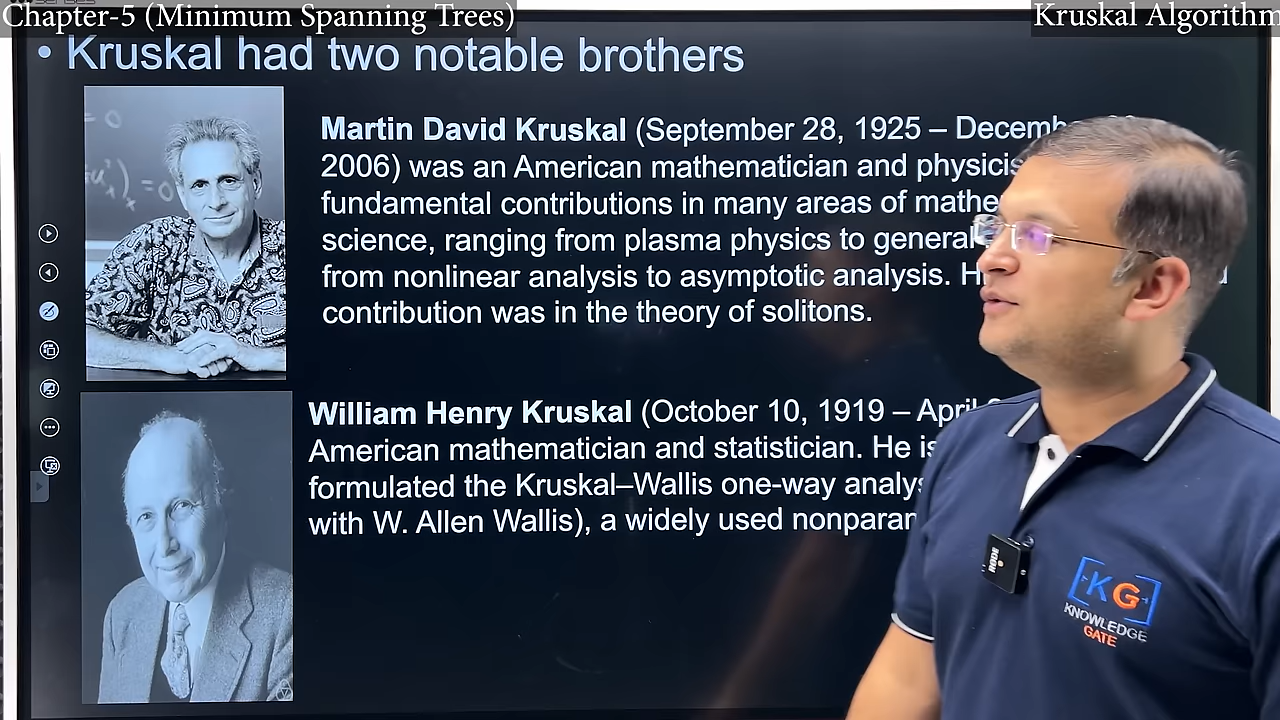 Chapter-5 (Minimum Spanning Trees)
Kruskal Algorithm
• Kruskal had two notable brothers
= 0
) = 0
Martin David Kruskal (September 28, 1925 – Decemb
2006) was an American mathematician and physicis
fundamental contributions in many areas of mathe
science, ranging from plasma physics to general
from nonlinear analysis to asymptotic analysis. H
contribution was in the theory of solitons.
William Henry Kruskal (October 10, 1919 – April
American mathematician and statistician. He is
formulated the Kruskal–Wallis one-way analys
with W. Allen Wallis), a widely used nonparar
RODE
KG
KNOWLEDGE
GATE